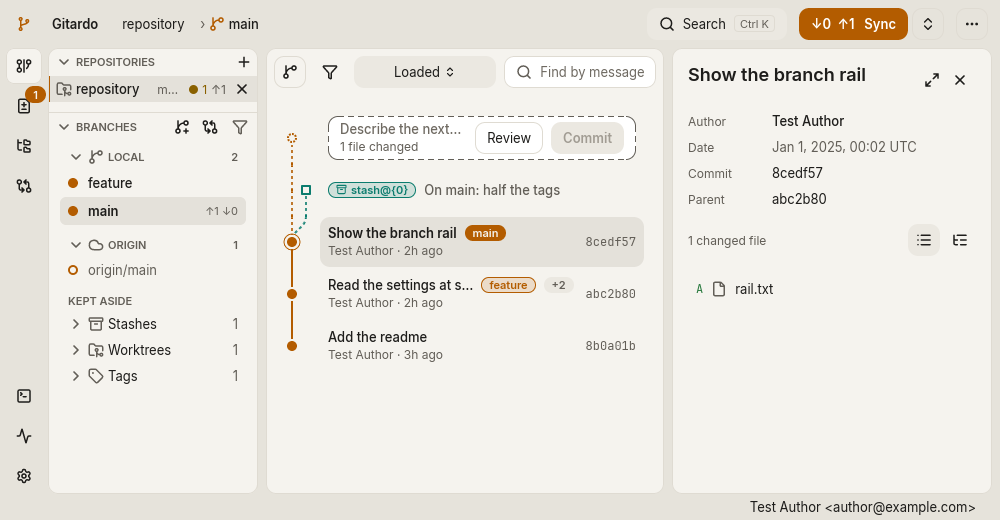 Gitardo repository › main
Search Ctrl K
↓0 ↑1 Sync
1
REPOSITORIES
repository m... 1 ↑1
BRANCHES
LOCAL 2
feature
main ↑1 ↓0
ORIGIN 1
origin/main
KEPT ASIDE
Stashes 1
Worktrees 1
Tags 1
Loaded
Find by message
Describe the next...
1 file changed
Review
Commit
stash@{0} On main: half the tags
Show the branch rail main
Test Author · 2h ago
8cedf57
Read the settings at s... feature +2
Test Author · 2h ago
abc2b80
Add the readme
Test Author · 3h ago
8b0a01b
Show the branch rail
Author Test Author
Date Jan 1, 2025, 00:02 UTC
Commit 8cedf57
Parent abc2b80
1 changed file
A rail.txt
Test Author <author@example.com>